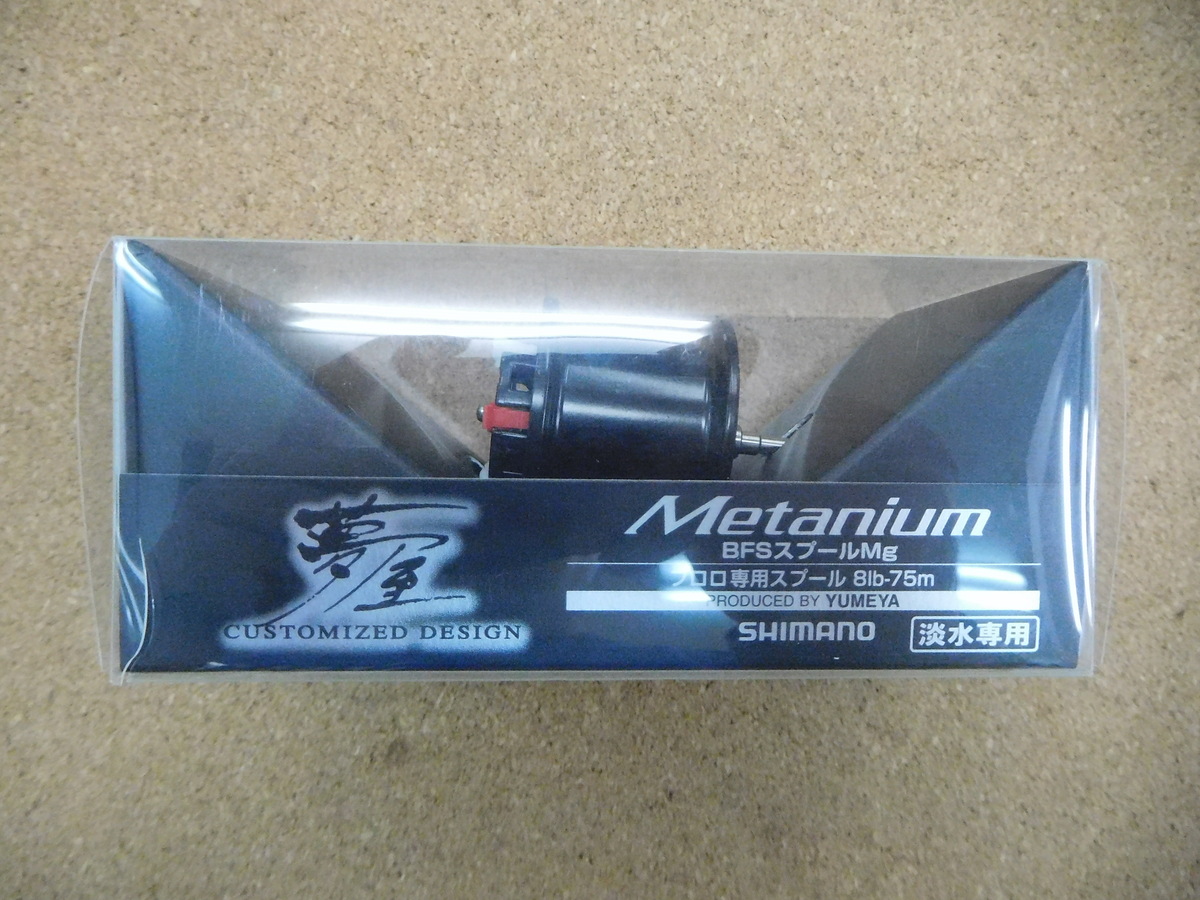 夢屋
CUSTOMIZED DESIGN
Metanium
BFSスプールMg
フロロ専用スプール 8lb-75m
PRODUCED BY YUMEYA
SHIMANO
淡水専用